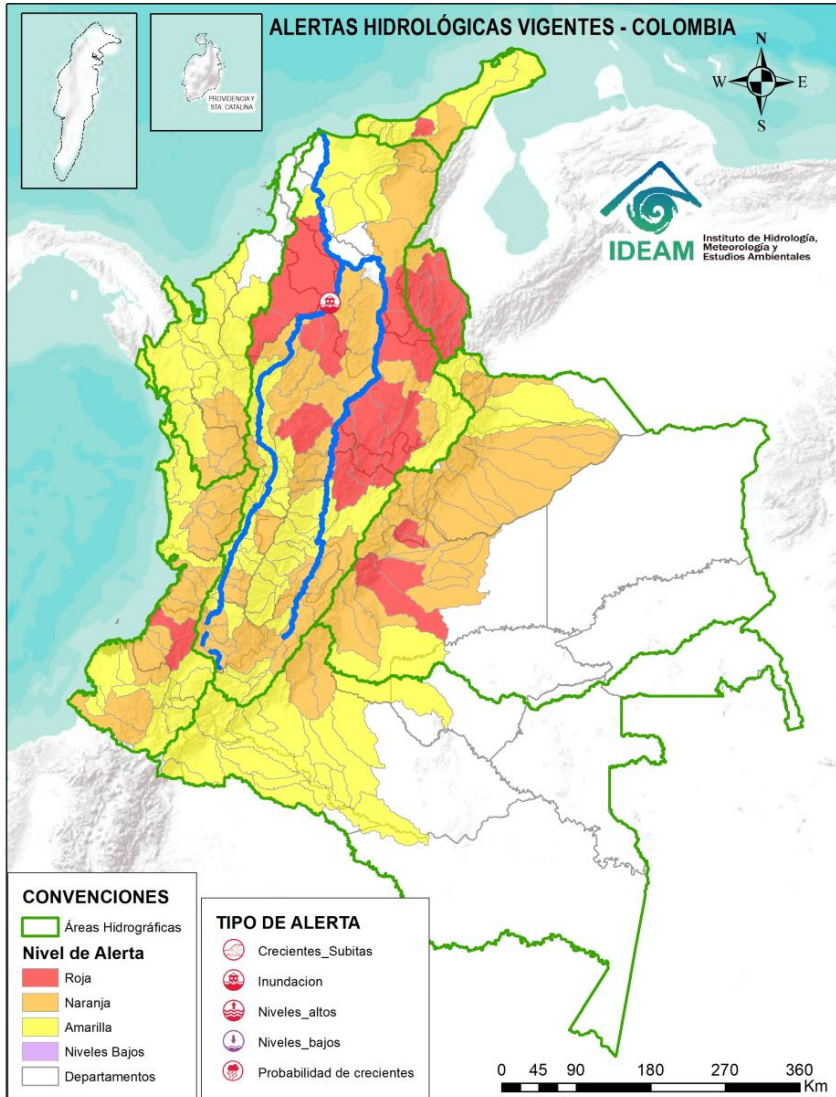 ALERTAS HIDROLÓGICAS VIGENTES - COLOMBIA
PROVIDENCIA Y
STA. CATALINA
N
W
E
S
IDEAM
Instituto de Hidrología,
Meteorología y
Estudios Ambientales
CONVENCIONES
Áreas Hidrográficas
Nivel de Alerta
Roja
Naranja
Amarilla
Niveles Bajos
Departamentos
TIPO DE ALERTA
Crecientes_Subitas
Inundacion
Niveles_altos
Niveles_bajos
Probabilidad de crecientes
0 45 90 180 270 360
Km